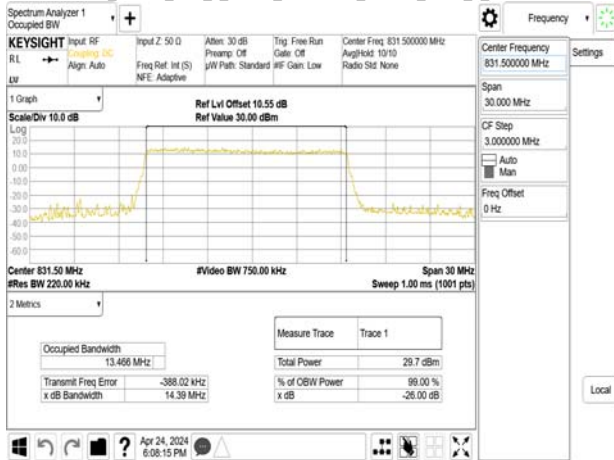 Spectrum Analyzer 1
Occupied BW
Frequency
KEYSIGHT Input: RF
Coupling: DC
Align: Auto
RL
LXI
Input Z: 50 Ω
Freq Ref: Int (S)
NFE: Adaptive
Atten: 30 dB
Preamp: Off
µW Path: Standard
Trig: Free Run
Gate: Off
#IF Gain: Low
Center Freq: 831.500000 MHz
Avg|Hold: 10/10
Radio Std: None
Center Frequency
831.500000 MHz
Settings
Span
30.000 MHz
CF Step
3.000000 MHz
Auto
Man
Freq Offset
0 Hz
Local
1 Graph
Scale/Div 10.0 dB
Ref Lvl Offset 10.55 dB
Ref Value 30.00 dBm
Log
20.0
10.0
0.00
-10.0
-20.0
-30.0
-40.0
-50.0
-60.0
Center 831.50 MHz
#Res BW 220.00 kHz
#Video BW 750.00 kHz
Span 30 MHz
Sweep 1.00 ms (1001 pts)
2 Metrics
Measure Trace Trace 1
Occupied Bandwidth
13.466 MHz
Total Power 29.7 dBm
Transmit Freq Error -388.02 kHz
% of OBW Power 99.00 %
x dB Bandwidth 14.39 MHz
x dB -26.00 dB
Apr 24, 2024
6:08:15 PM